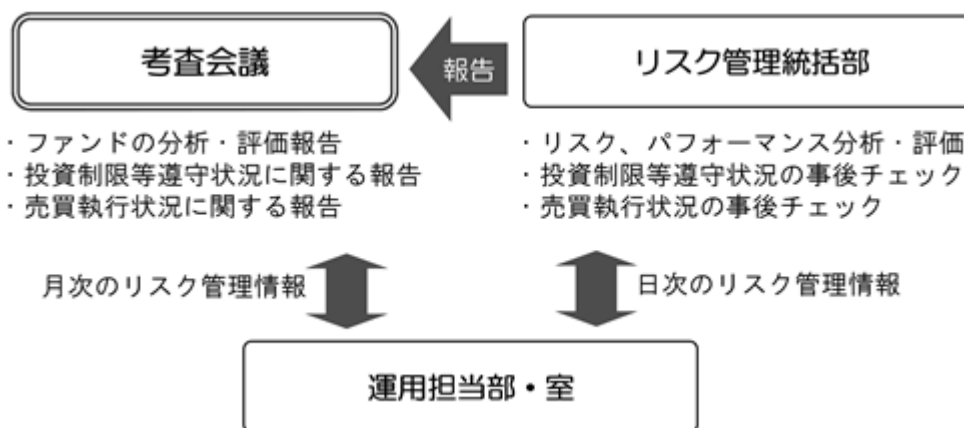 考査会議
報告
リスク管理統括部
・ファンドの分析・評価報告
・投資制限等遵守状況に関する報告
・売買執行状況に関する報告
・リスク、パフォーマンス分析・評価
・投資制限等遵守状況の事後チェック
・売買執行状況の事後チェック
月次のリスク管理情報
日次のリスク管理情報
運用担当部・室